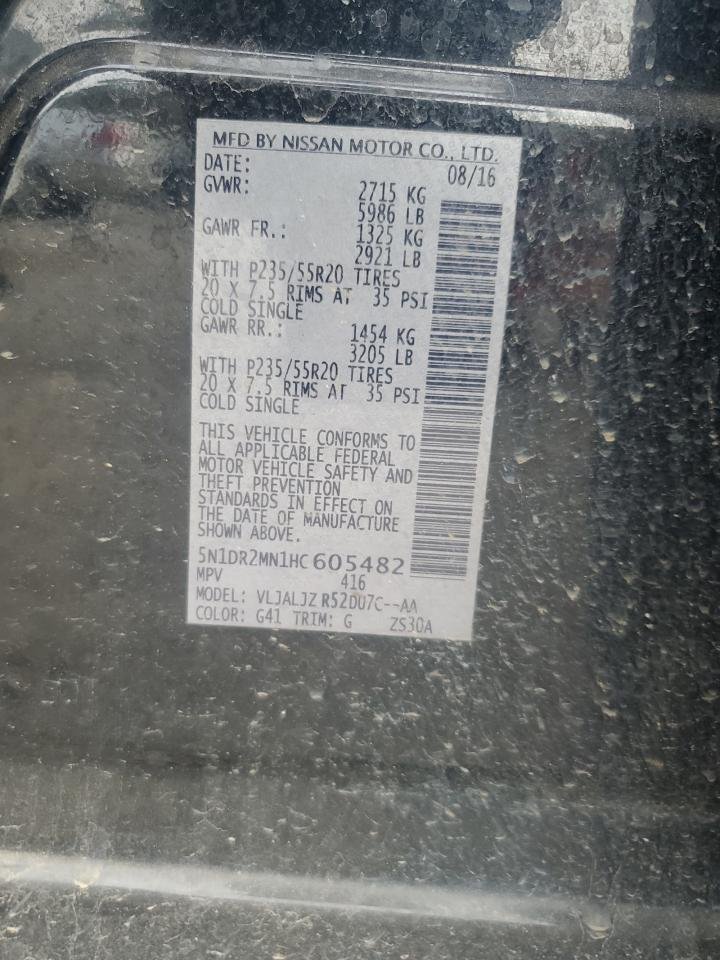 MFD BY NISSAN MOTOR CO., LTD.
DATE: 08/16
GVWR: 2715 KG
5986 LB
GAWR FR.: 1325 KG
2921 LB
WITH P235/55R20 TIRES
20 X 7.5 RIMS AT 35 PSI
COLD SINGLE
GAWR RR.: 1454 KG
3205 LB
WITH P235/55R20 TIRES
20 X 7.5 RIMS AT 35 PSI
COLD SINGLE
THIS VEHICLE CONFORMS TO
ALL APPLICABLE FEDERAL
MOTOR VEHICLE SAFETY AND
THEFT PREVENTION
STANDARDS IN EFFECT ON
THE DATE OF MANUFACTURE
SHOWN ABOVE.
5N1DR2MN1HC605482
MPV 416
MODEL: VLJALJZ R52DU7C--AA
COLOR: G41 TRIM: G ZS30A